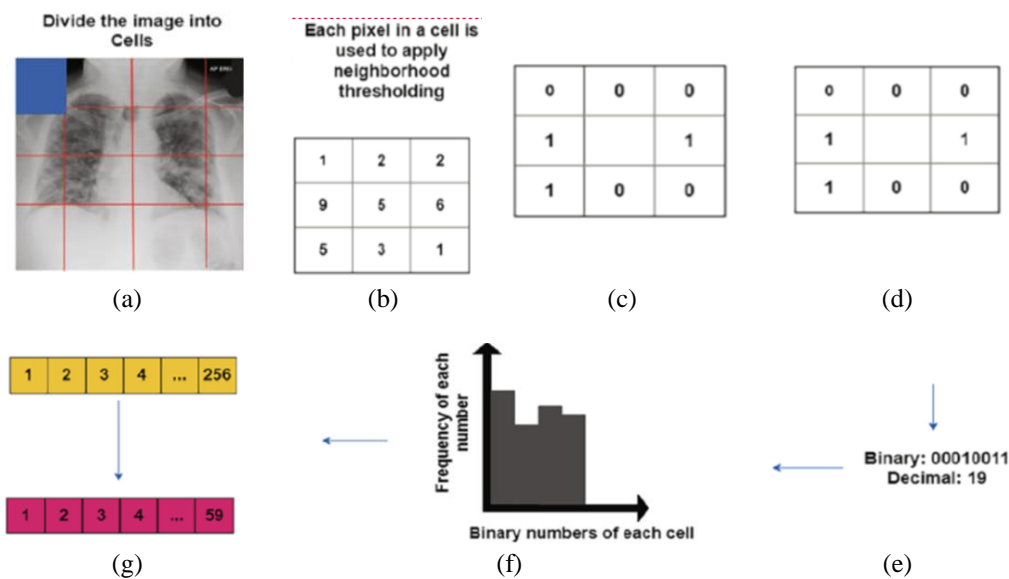 Divide the image into
Cells
AP ERECT
Each pixel in a cell is
used to apply
neighborhood
thresholding
1 2 2
9 5 6
5 3 1
0 0 0
1 1
1 0 0
0 0 0
1 1
1 0 0
(a)
(b)
(c)
(d)
1 2 3 4 ... 256
1 2 3 4 ... 59
(g)
Frequency of each
number
Binary numbers of each cell
(f)
Binary: 00010011
Decimal: 19
(e)